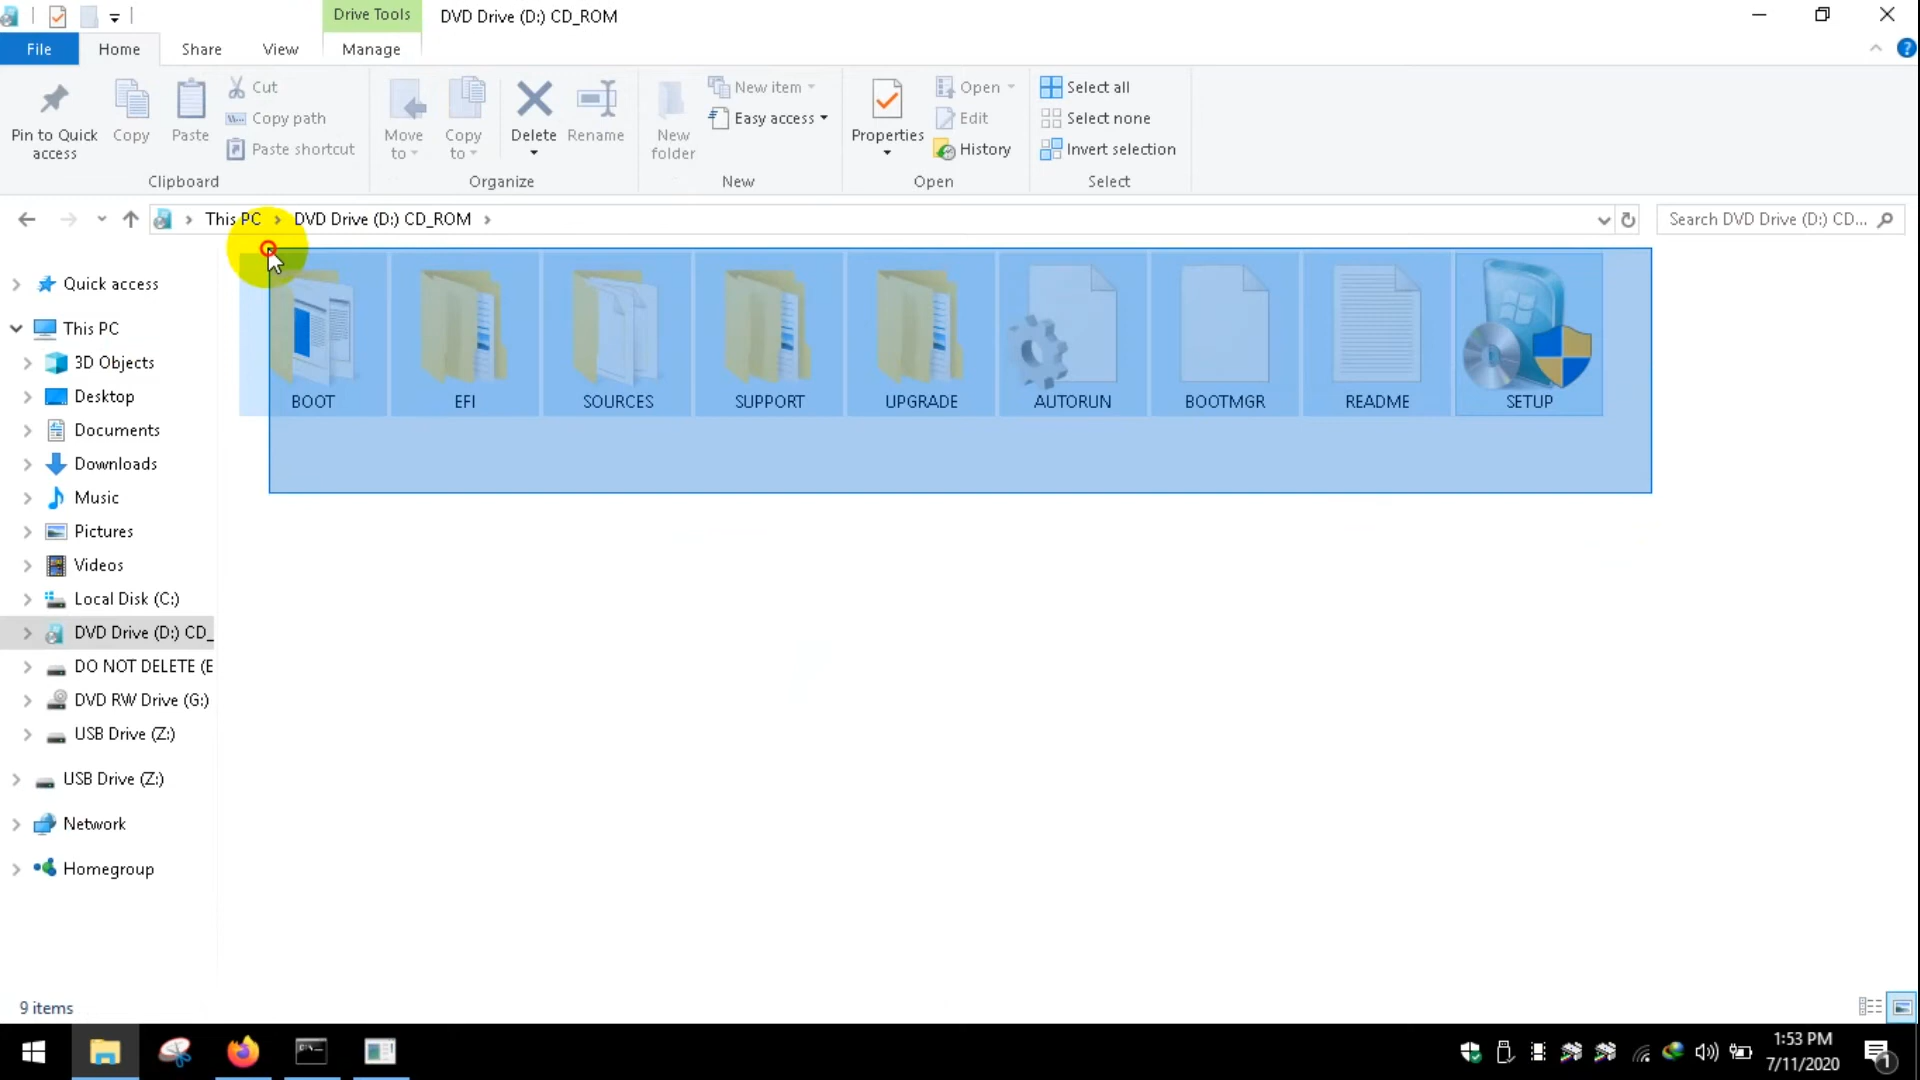 Drive Tools
DVD Drive (D:) CD_ROM
File
Home
Share
View
Manage
?
Pin to Quick access
Copy
Paste
Cut
Copy path
Paste shortcut
Clipboard
Move to
Copy to
Delete
Rename
Organize
New folder
New item
Easy access
New
Properties
Open
Edit
History
Open
Select all
Select none
Invert selection
Select
This PC
DVD Drive (D:) CD_ROM
Search DVD Drive (D:) CD...
Quick access
This PC
3D Objects
Desktop
Documents
Downloads
Music
Pictures
Videos
Local Disk (C:)
DVD Drive (D:) CD_
DO NOT DELETE (E
DVD RW Drive (G:)
USB Drive (Z:)
USB Drive (Z:)
Network
Homegroup
BOOT
EFI
SOURCES
SUPPORT
UPGRADE
AUTORUN
BOOTMGR
README
SETUP
9 items
1:53 PM
7/11/2020
1